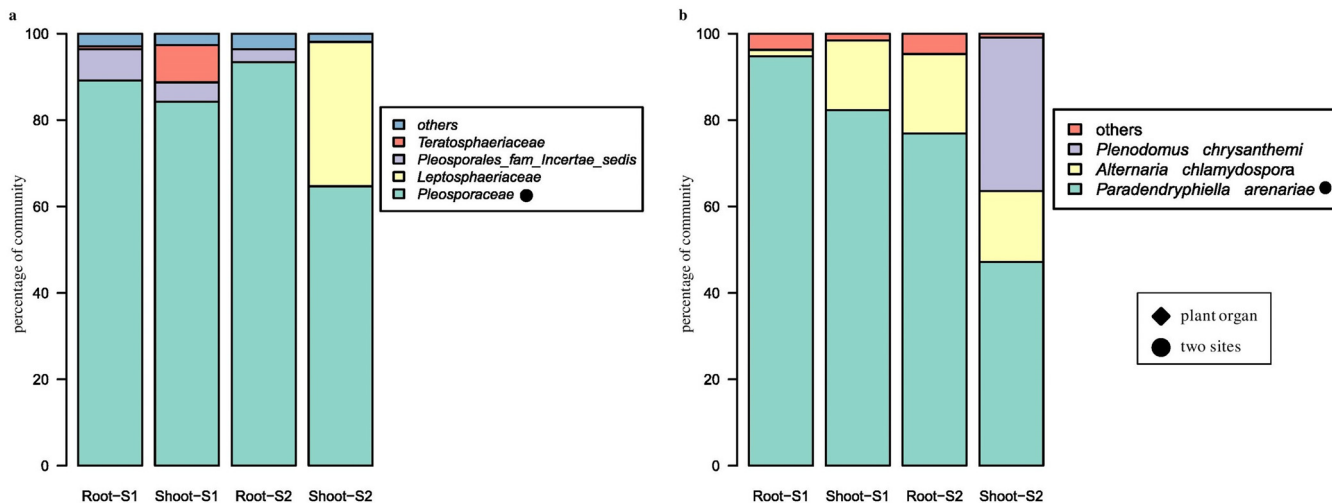 a
percentage of community
100
80
60
40
20
0
Root–S1 Shoot–S1 Root–S2 Shoot–S2
others
Teratosphaeriaceae
Pleosporales_fam_Incertae_sedis
Leptosphaeriaceae
Pleosporaceae
b
percentage of community
100
80
60
40
20
0
Root–S1 Shoot–S1 Root–S2 Shoot–S2
others
Plenodomus chrysanthemi
Alternaria chlamydospora
Paradendryphiella arenariae
plant organ
two sites